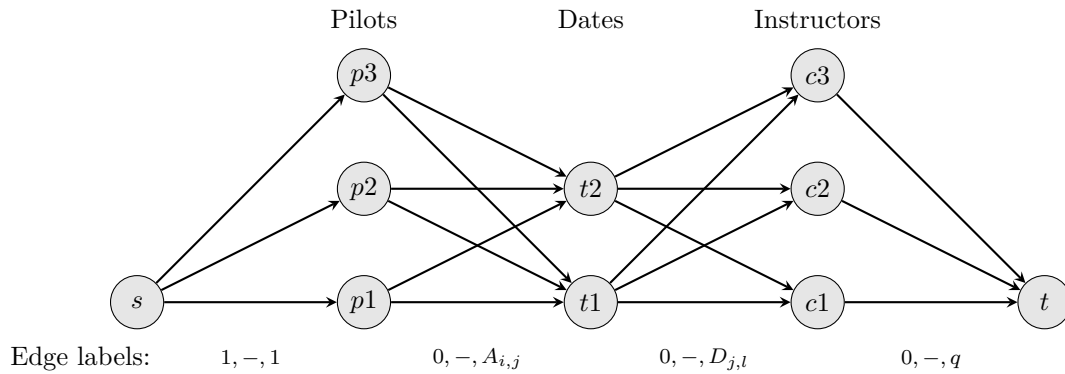 Pilots Dates Instructors
p3 c3
p2 t2 c2
s p1 t1 c1 t
Edge labels: 1, −, 1 0, −, A_{i,j} 0, −, D_{j,l} 0, −, q